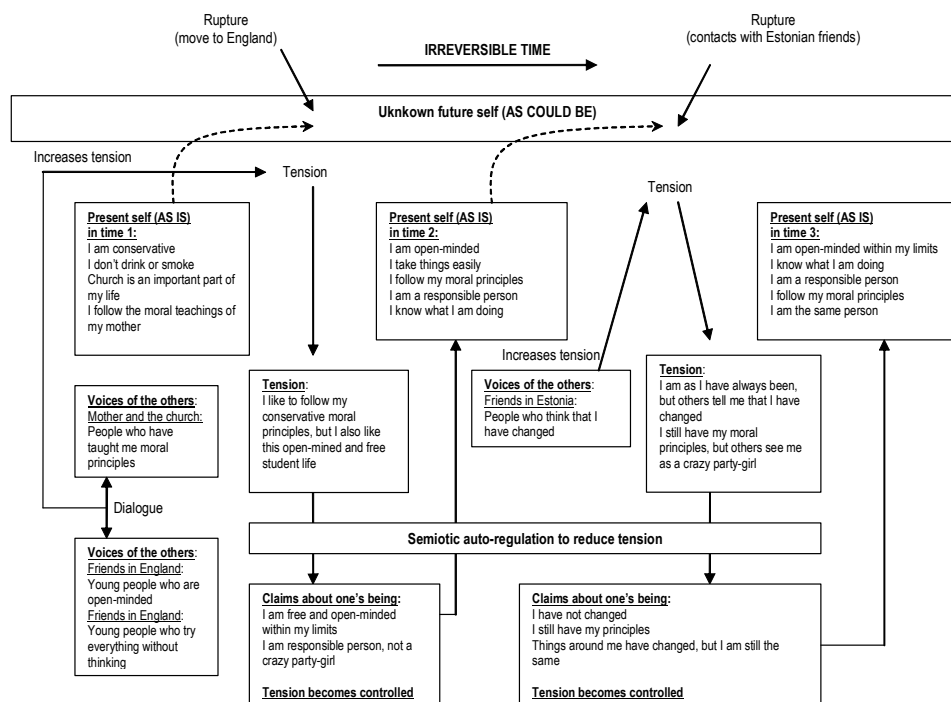 Rupture
(move to England)
Rupture
(contacts with Estonian friends)
IRREVERSIBLE TIME
Uknkown future self (AS COULD BE)
Increases tension
Tension
Tension
Present self (AS IS)
in time 1:
I am conservative
I don't drink or smoke
Church is an important part of
my life
I follow the moral teachings of
my mother
Present self (AS IS)
in time 2:
I am open-minded
I take things easily
I follow my moral principles
I am a responsible person
I know what I am doing
Present self (AS IS)
in time 3:
I am open-minded within my limits
I know what I am doing
I am a responsible person
I follow my moral principles
I am the same person
Increases tension
Voices of the others:
Mother and the church:
People who have
taught me moral
principles
Tension:
I like to follow my
conservative moral
principles, but I also like
this open-mined and free
student life
Voices of the others:
Friends in Estonia:
People who think that I
have changed
Tension:
I am as I have always been,
but others tell me that I have
changed
I still have my moral
principles, but others see me
as a crazy party-girl
Dialogue
Semiotic auto-regulation to reduce tension
Voices of the others:
Friends in England:
Young people who are
open-minded
Friends in England:
Young people who try
everything without
thinking
Claims about one's being:
I am free and open-minded
within my limits
I am responsible person, not a
crazy party-girl
Tension becomes controlled
Claims about one's being:
I have not changed
I still have my principles
Things around me have changed, but I am still the
same
Tension becomes controlled